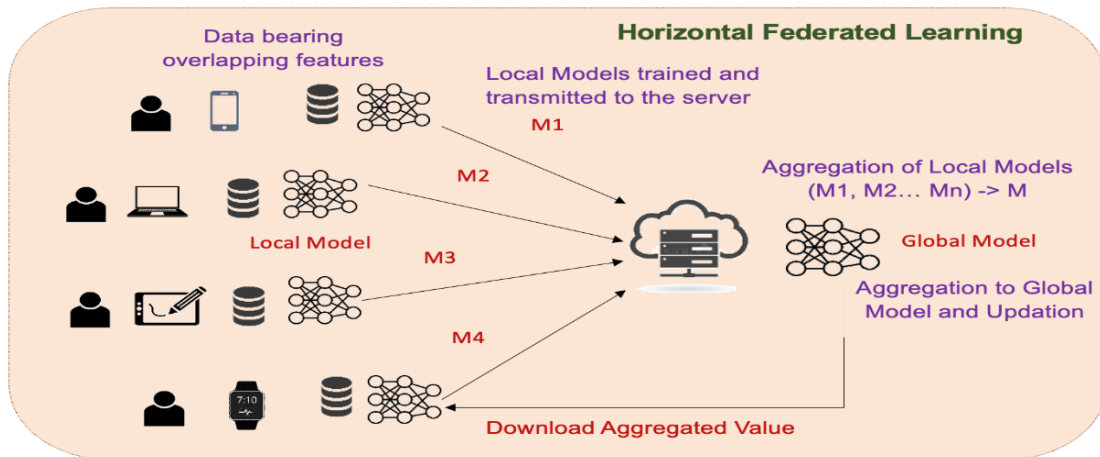 Horizontal Federated Learning
Data bearing
overlapping features
Local Models trained and
transmitted to the server
M1
M2
Aggregation of Local Models
(M1, M2... Mn) -> M
Local Model
Global Model
M3
Aggregation to Global
Model and Updation
M4
7:10
Download Aggregated Value